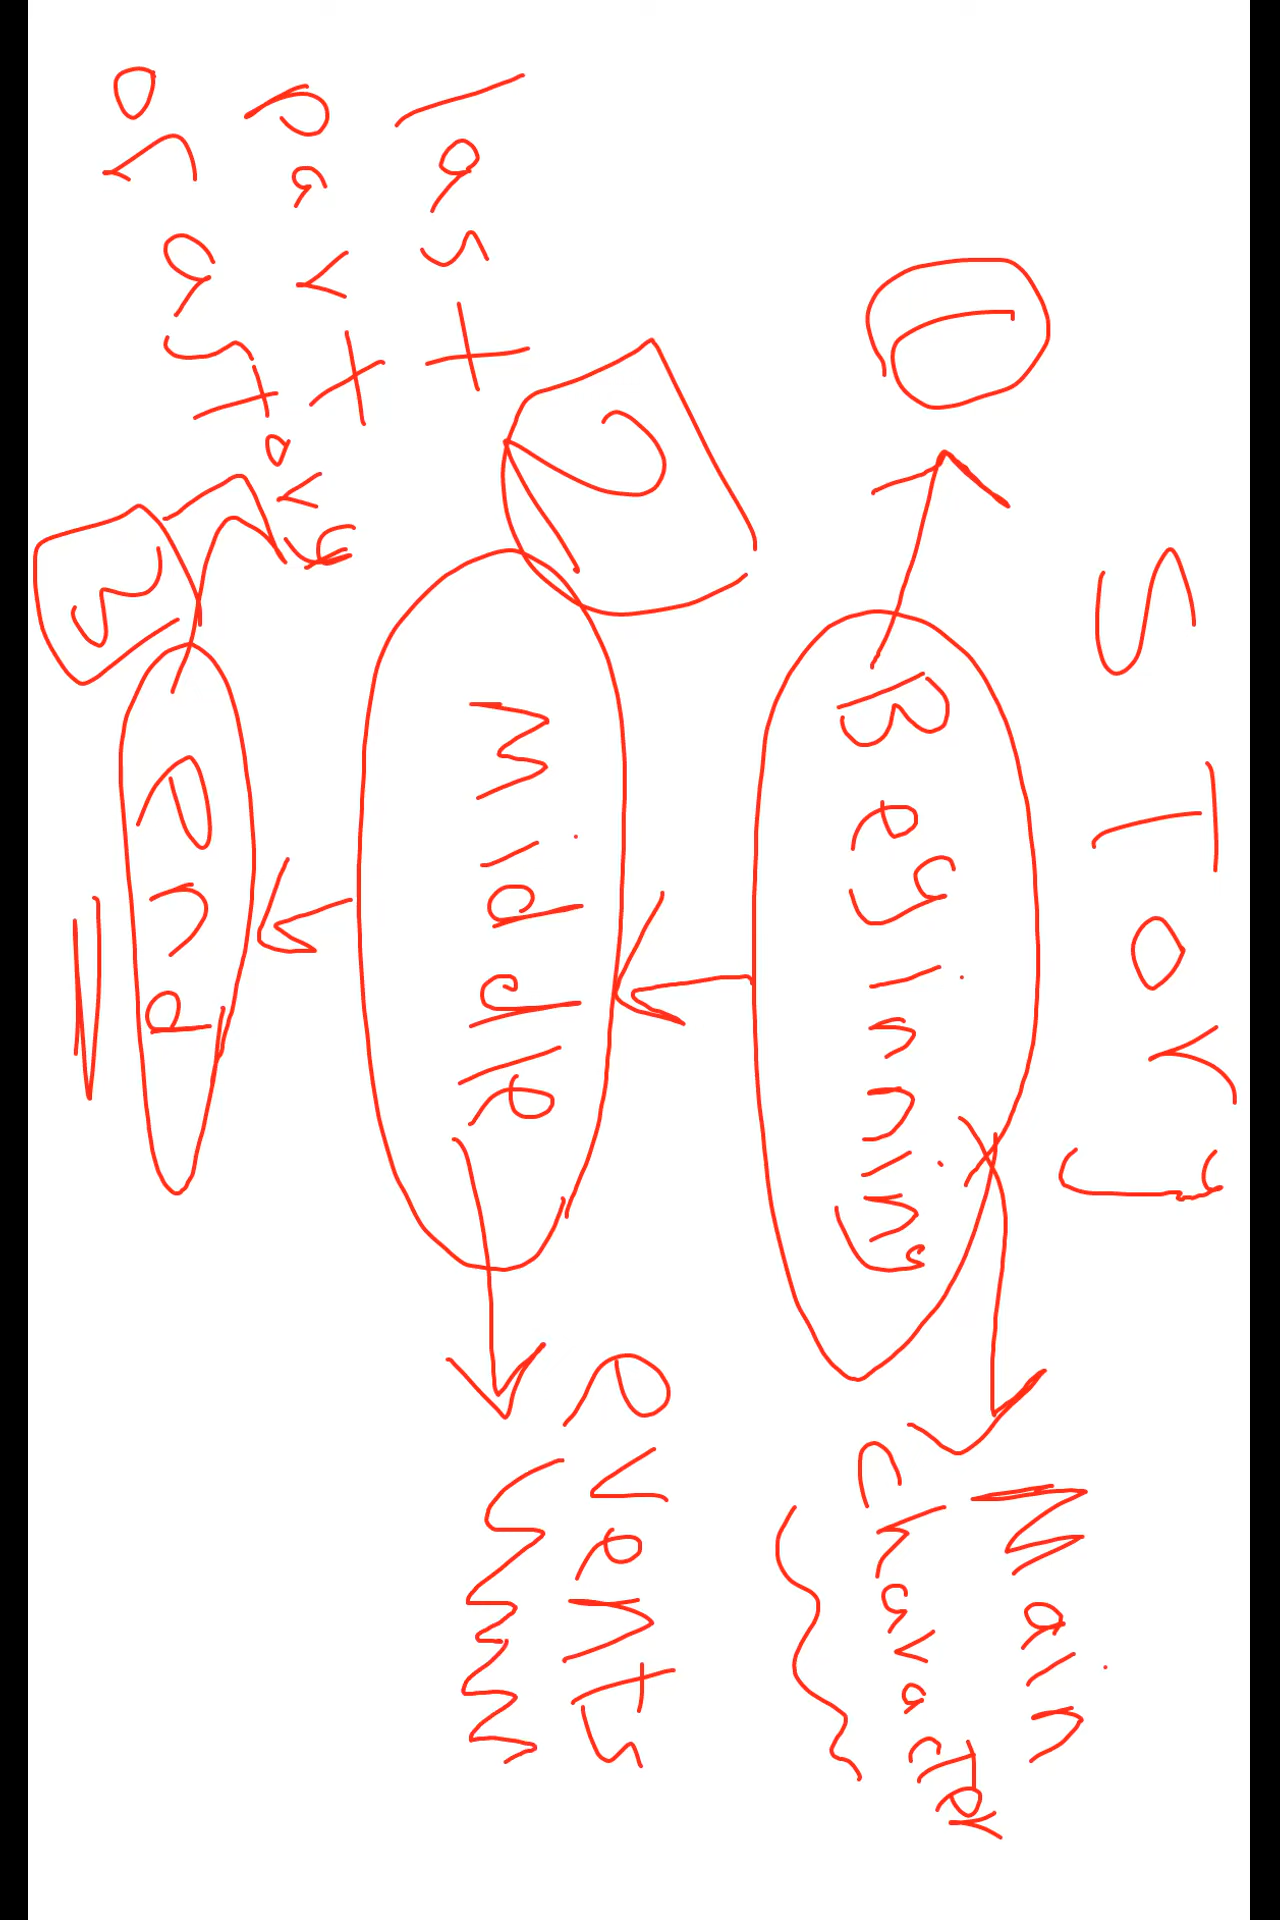 STory
1
Beginning
Main
CharacTer
2
Middle
events
last
part
of a story
3
end